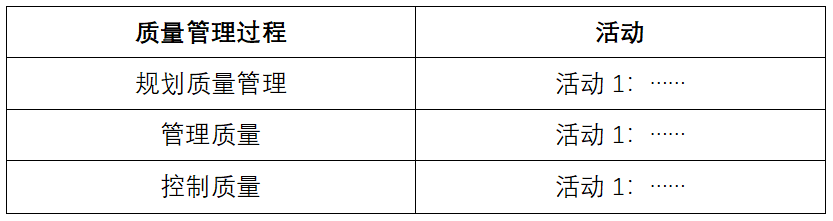 质量管理过程 活动
规划质量管理 活动 1：……
管理质量 活动 1：……
控制质量 活动 1：……